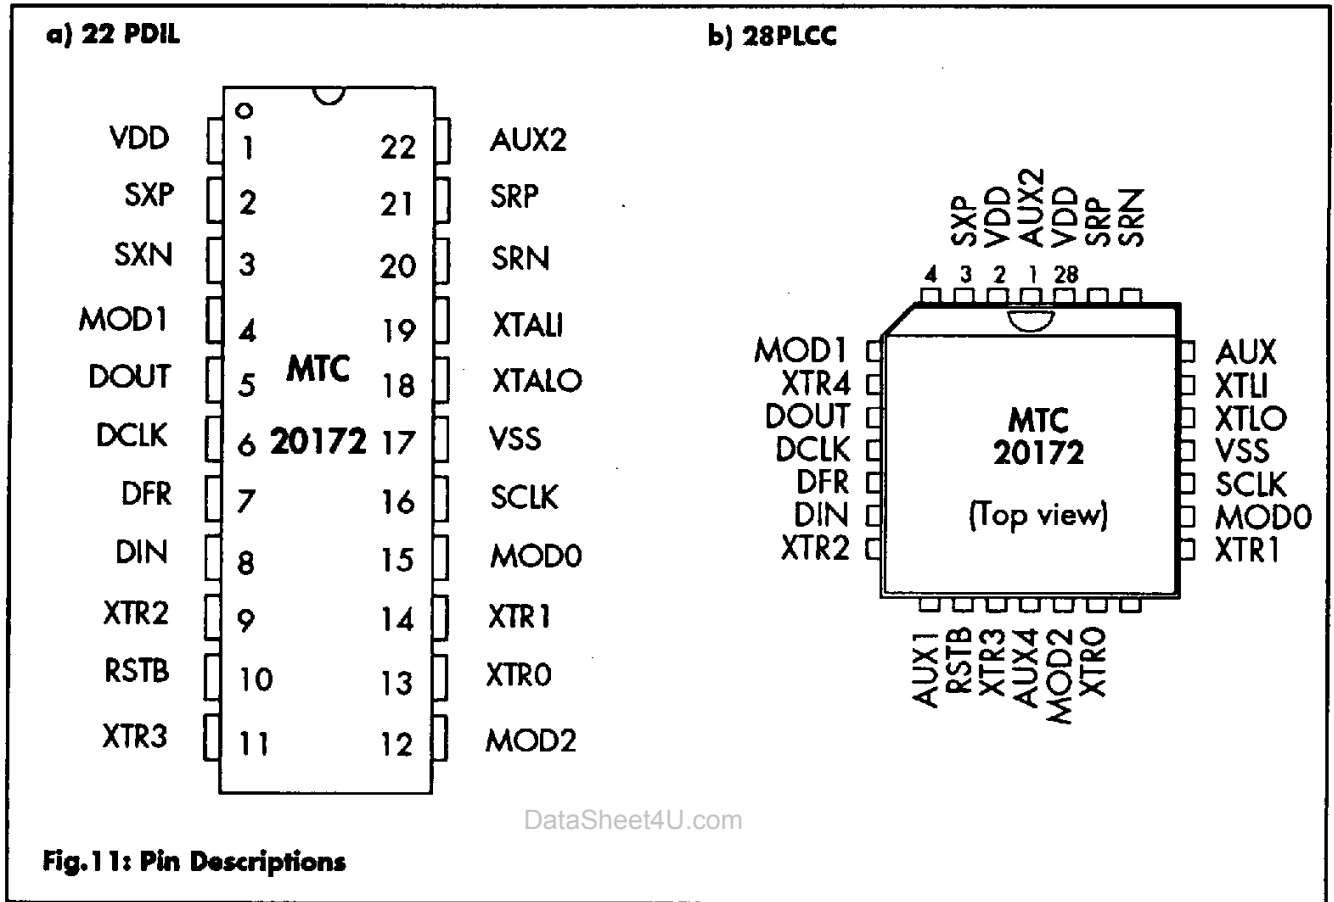 a) 22 PDIL
b) 28PLCC
VDD 1 22 AUX2
SXP 2 21 SRP
SXN 3 20 SRN
MOD1 4 19 XTALI
DOUT 5 MTC 18 XTALO
DCLK 6 20172 17 VSS
DFR 7 16 SCLK
DIN 8 15 MOD0
XTR2 9 14 XTR1
RSTB 10 13 XTR0
XTR3 11 12 MOD2
SXP VDD AUX2 VDD SRP SRN
4 3 2 1 28
MOD1 AUX
XTR4 XTLI
DOUT MTC XTLO
DCLK 20172 VSS
DFR SCLK
DIN (Top view) MOD0
XTR2 XTR1
AUX1 RSTB XTR3 AUX4 MOD2 XTR0
DataSheet4U.com
Fig.11: Pin Descriptions